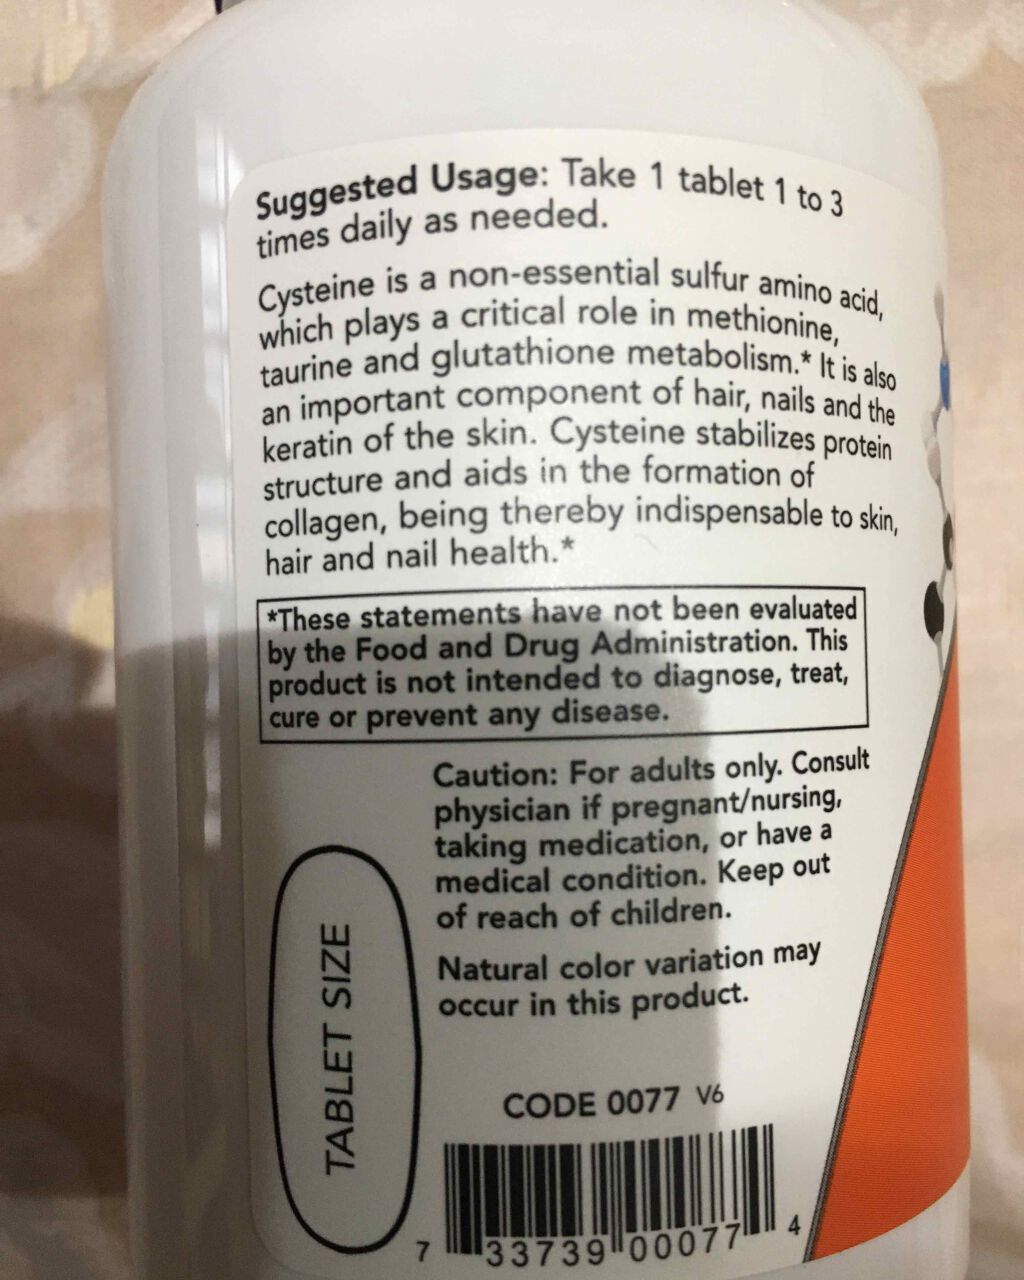 Suggested Usage: Take 1 tablet 1 to 3
times daily as needed.
Cysteine is a non-essential sulfur amino acid,
which plays a critical role in methionine,
taurine and glutathione metabolism.* It is also
an important component of hair, nails and the
keratin of the skin. Cysteine stabilizes protein
structure and aids in the formation of
collagen, being thereby indispensable to skin,
hair and nail health.*
*These statements have not been evaluated
by the Food and Drug Administration. This
product is not intended to diagnose, treat,
cure or prevent any disease.
Caution: For adults only. Consult
physician if pregnant/nursing,
taking medication, or have a
medical condition. Keep out
of reach of children.
Natural color variation may
occur in this product.
TABLET SIZE
CODE 0077 V6
7 33739 00077 4